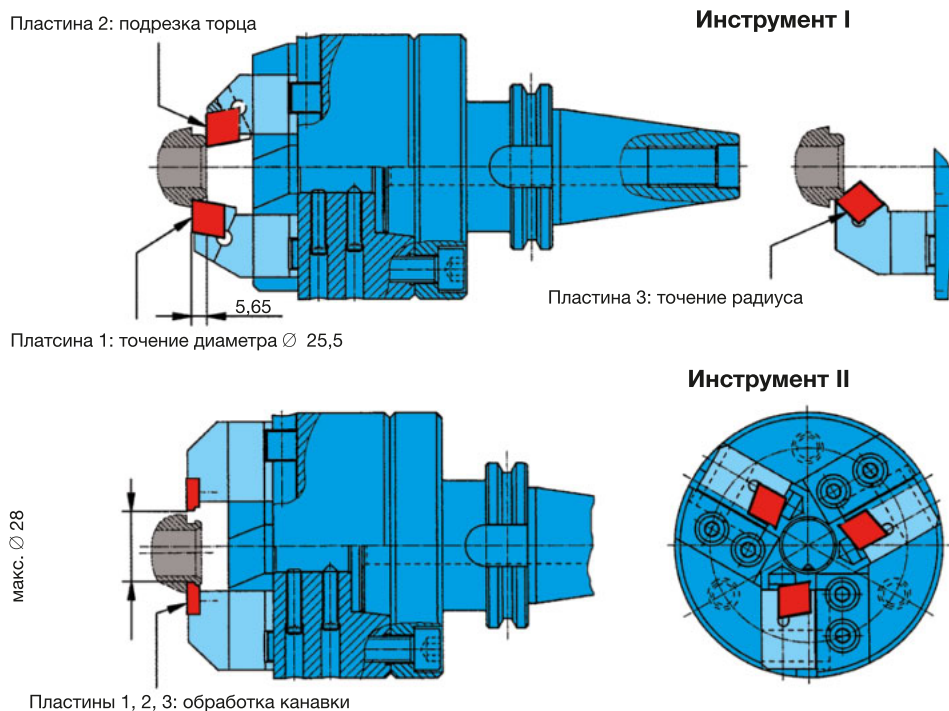 Инструмент I
Пластина 2: подрезка торца
5,65
Пластина 3: точение радиуса
Платсина 1: точение диаметра ∅ 25,5
Инструмент II
макс. ∅ 28
Пластины 1, 2, 3: обработка канавки